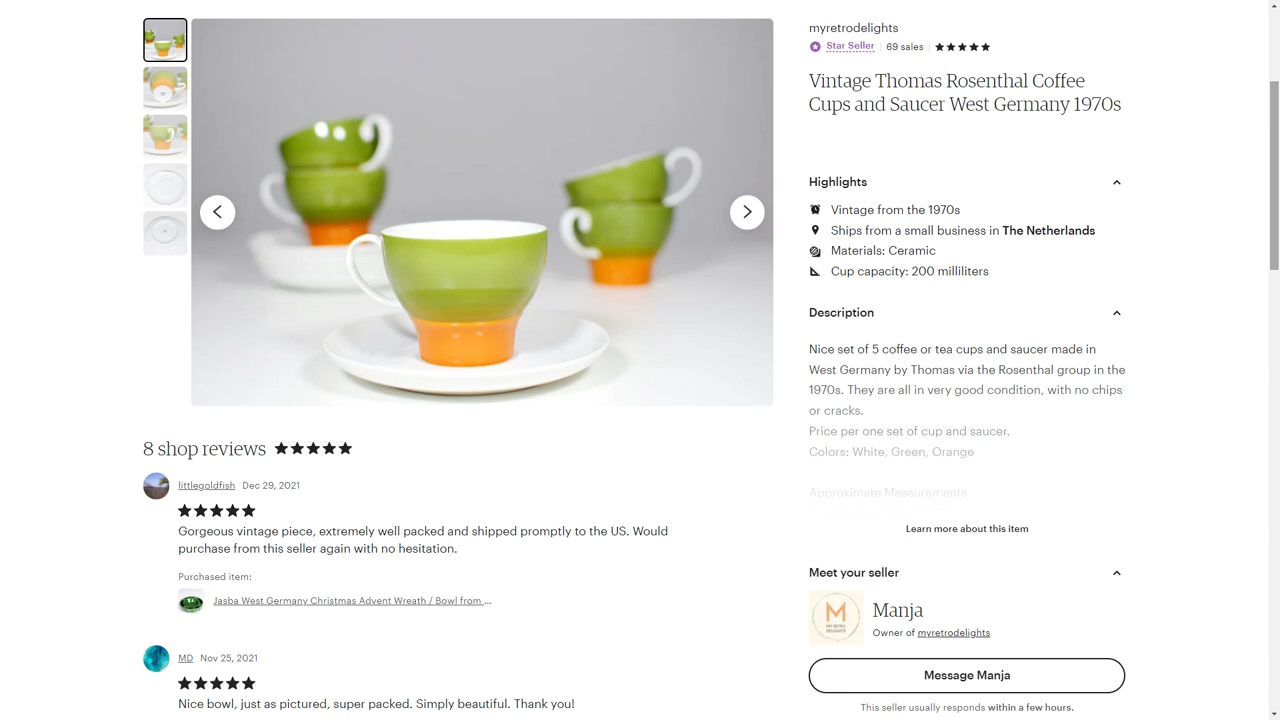 myretrodelights
Star Seller | 69 sales |
Vintage Thomas Rosenthal Coffee
Cups and Saucer West Germany 1970s
Highlights
Vintage from the 1970s
Ships from a small business in The Netherlands
Materials: Ceramic
Cup capacity: 200 milliliters
Description
Nice set of 5 coffee or tea cups and saucer made in
West Germany by Thomas via the Rosenthal group in the
1970s. They are all in very good condition, with no chips
or cracks.
Price per one set of cup and saucer.
Colors: White, Green, Orange
Approximate Measurements
Learn more about this item
Meet your seller
M
MY RETRO
DELIGHTS
Manja
Owner of myretrodelights
Message Manja
This seller usually responds within a few hours.
8 shop reviews
littlegoldfish Dec 29, 2021
Gorgeous vintage piece, extremely well packed and shipped promptly to the US. Would
purchase from this seller again with no hesitation.
Purchased item:
Jasba West Germany Christmas Advent Wreath / Bowl from ...
MD Nov 25, 2021
Nice bowl, just as pictured, super packed. Simply beautiful. Thank you!